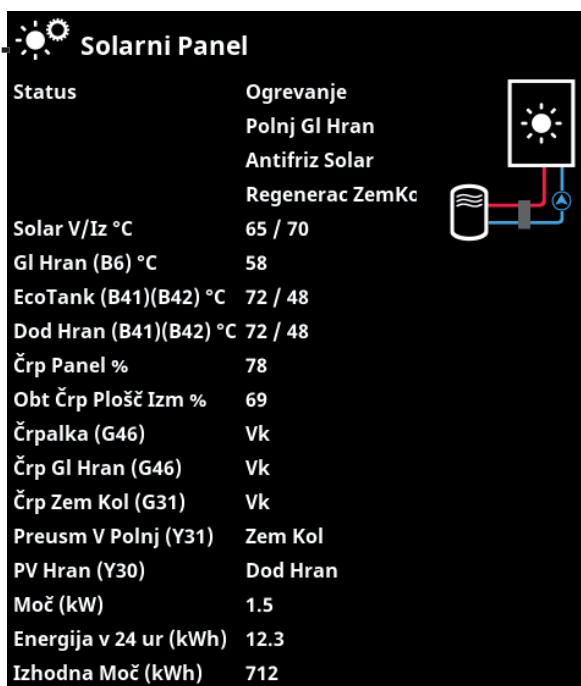 Solarni Panel
Status Ogrevanje
Polnj Gl Hran
Antifriz Solar
Regenerac ZemKo
Solar V/Iz °C 65 / 70
Gl Hran (B6) °C 58
EcoTank (B41)(B42) °C 72 / 48
Dod Hran (B41)(B42) °C 72 / 48
Črp Panel % 78
Obt Črp Plošč Izm % 69
Črpalka (G46) Vk
Črp Gl Hran (G46) Vk
Črp Zem Kol (G31) Vk
Preusm V Polnj (Y31) Zem Kol
PV Hran (Y30) Dod Hran
Moč (kW) 1.5
Energija v 24 ur (kWh) 12.3
Izhodna Moč (kWh) 712